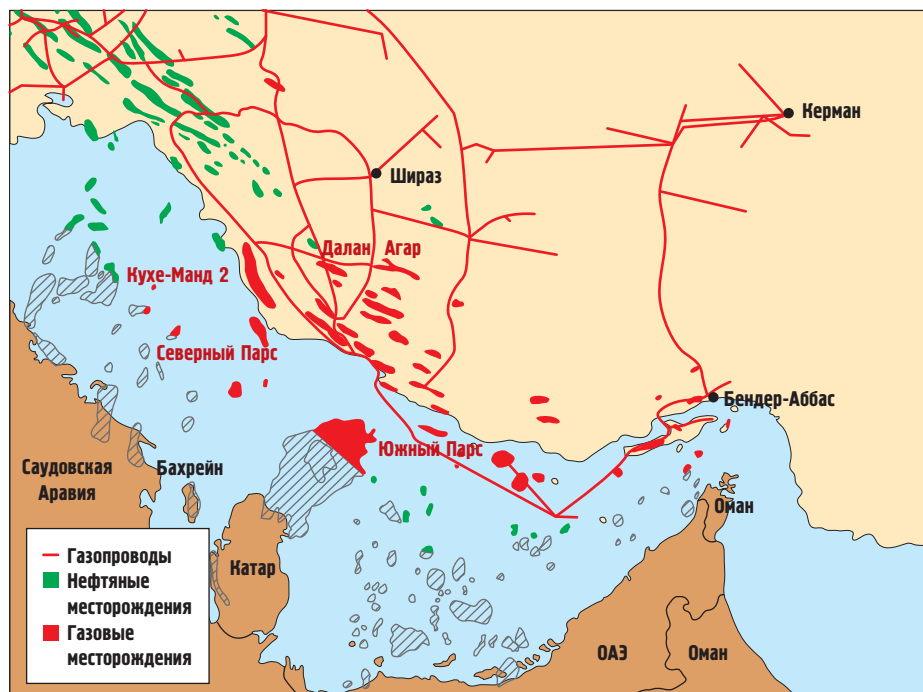 Керман
Шираз
Далан Агар
Кухе-Манд 2
Северный Парс
Бендер-Аббас
Южный Парс
Саудовская
Аравия
Бахрейн
Оман
Катар
ОАЭ
Оман
Газопроводы
Нефтяные
месторождения
Газовые
месторождения